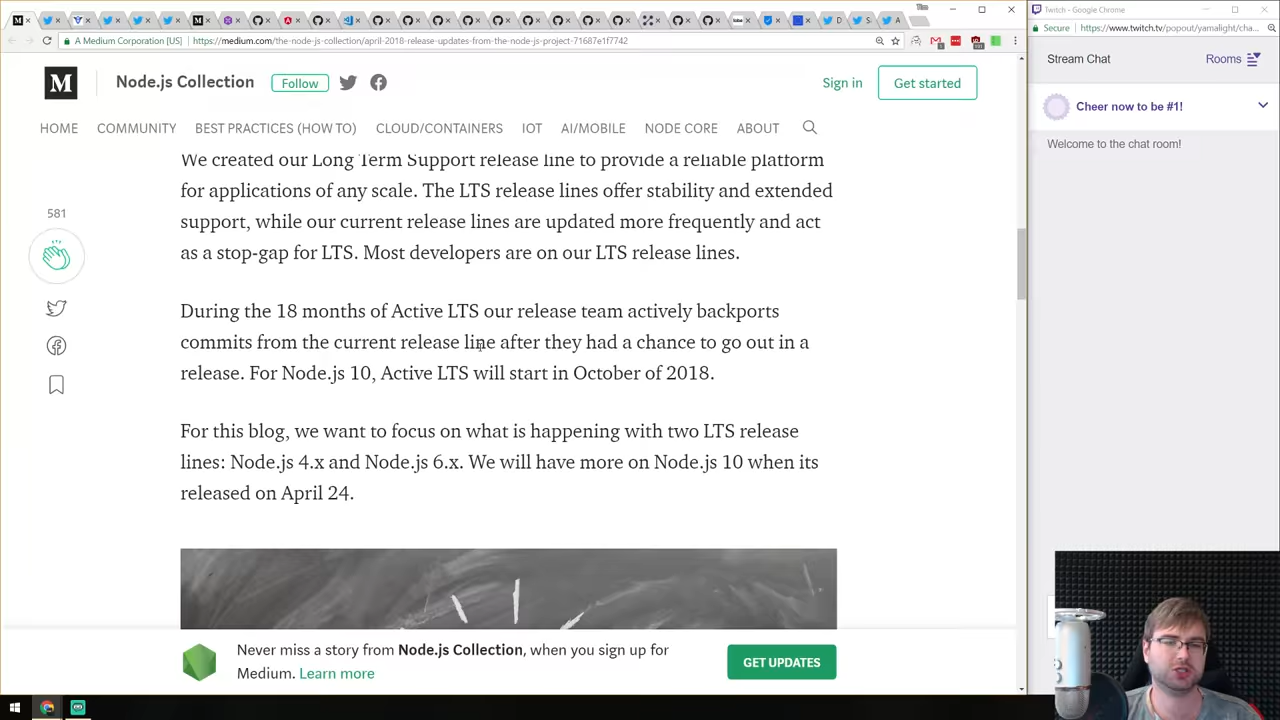 Twitch - Google Chrome
A Medium Corporation [US]
https://medium.com/the-node-js-collection/april-2018-release-updates-from-the-node-js-project-71687e1f7742
Secure
https://www.twitch.tv/popout/yamalight/cha...
M
Node.js Collection
Follow
Sign in
Get started
Stream Chat
Rooms
Cheer now to be #1!
HOME
COMMUNITY
BEST PRACTICES (HOW TO)
CLOUD/CONTAINERS
IOT
AI/MOBILE
NODE CORE
ABOUT
Welcome to the chat room!
We created our Long Term Support release line to provide a reliable platform
for applications of any scale. The LTS release lines offer stability and extended
support, while our current release lines are updated more frequently and act
as a stop-gap for LTS. Most developers are on our LTS release lines.
581
During the 18 months of Active LTS our release team actively backports
commits from the current release line after they had a chance to go out in a
release. For Node.js 10, Active LTS will start in October of 2018.
For this blog, we want to focus on what is happening with two LTS release
lines: Node.js 4.x and Node.js 6.x. We will have more on Node.js 10 when its
released on April 24.
Never miss a story from Node.js Collection, when you sign up for
Medium. Learn more
GET UPDATES